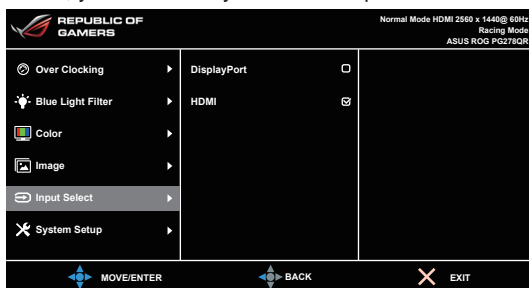 REPUBLIC OF
GAMERS
Normal Mode HDMI 2560 x 1440@ 60Hz
Racing Mode
ASUS ROG PG278QR
Over Clocking
DisplayPort
Blue Light Filter
HDMI
Color
Image
Input Select
System Setup
MOVE/ENTER
BACK
EXIT